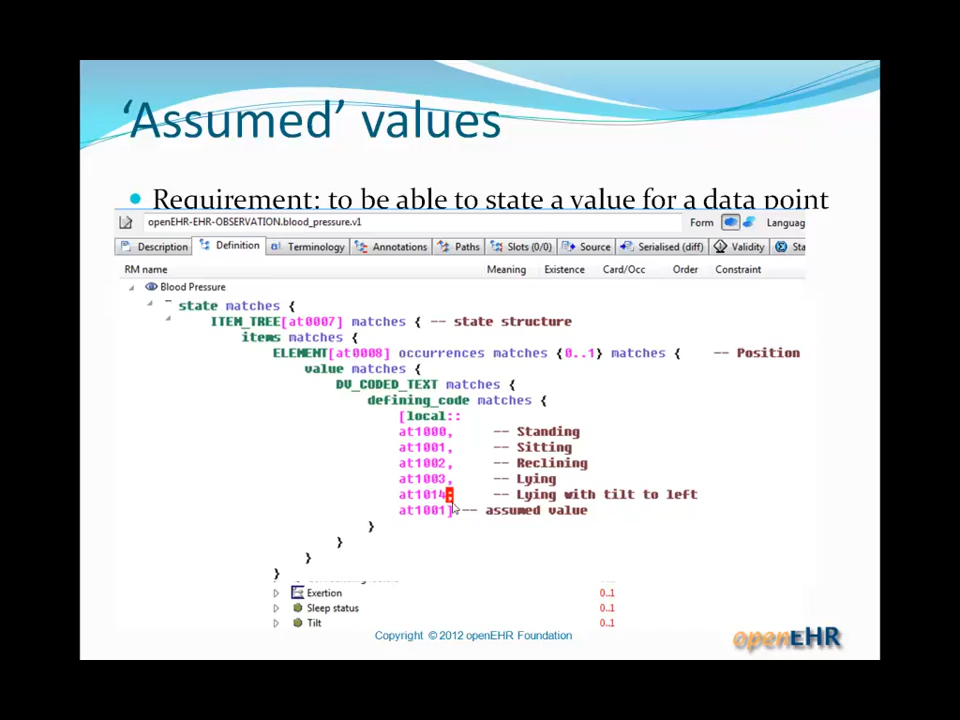 ‘Assumed’ values
• Requirement: to be able to state a value for a data point
openEHR-EHR-OBSERVATION.blood_pressure.v1 Form Languag
Description Definition Terminology Annotations Paths Slots (0/0) Source Serialised (diff) Validity Sta
RM name Meaning Existence Card/Occ Order Constraint
Blood Pressure
state matches {
ITEM_TREE[at0007] matches { -- state structure
items matches {
ELEMENT[at0008] occurrences matches {0..1} matches { -- Position
value matches {
DV_CODED_TEXT matches {
defining_code matches {
[local::
at1000, -- Standing
at1001, -- Sitting
at1002, -- Reclining
at1003, -- Lying
at1014; -- Lying with tilt to left
at1001] -- assumed value
}
}
}
}
Exertion 0..1
Sleep status 0..1
Tilt 0..1
Copyright © 2012 openEHR Foundation
openEHR